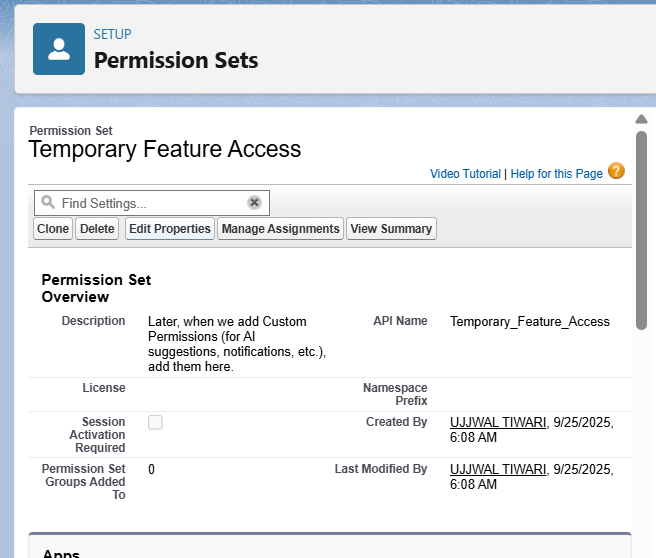 SETUP
Permission Sets
Permission Set
Temporary Feature Access
Video Tutorial | Help for this Page ?
Find Settings...
Clone Delete Edit Properties Manage Assignments View Summary
Permission Set
Overview
Description Later, when we add Custom
Permissions (for AI
suggestions, notifications, etc.),
add them here.
API Name Temporary_Feature_Access
License
Namespace
Prefix
Session
Activation
Required
Created By UJJWAL TIWARI, 9/25/2025,
6:08 AM
Permission Set
Groups Added
To
0
Last Modified By UJJWAL TIWARI, 9/25/2025,
6:08 AM
Apps